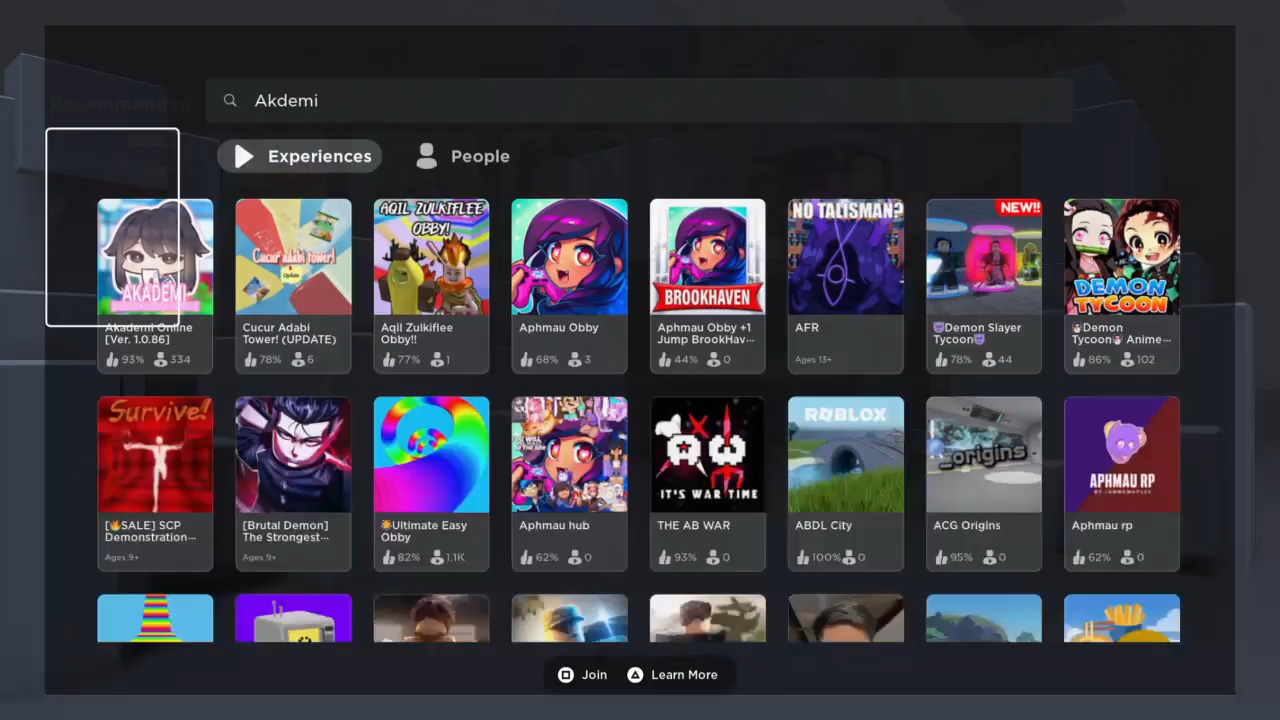 Recommended
Akdemi
Experiences
People
AKADEMI
Cucur adabi tower!
Update
AQIL ZULKIFLEE
OBBY!
BROOKHAVEN
NO TALISMAN?
NEW!!
DEMON
TYCOON
Akademi Online
[Ver. 1.0.86]
93% 334
Cucur Adabi
Tower! (UPDATE)
78% 6
Aqil Zulkiflee
Obby!!
77% 1
Aphmau Obby
68% 3
Aphmau Obby +1
Jump BrookHav...
44% 0
AFR
Ages 13+
😈Demon Slayer
Tycoon😈
78% 44
Demon
Tycoon Anime...
86% 102
Survive!
IT'S WAR TIME
ROBLOX
_origins
APHMAU RP
[🔥SALE] SCP
Demonstration...
Ages 9+
[Brutal Demon]
The Strongest...
Ages 9+
Ultimate Easy
Obby
82% 1.1K
Aphmau hub
62% 0
THE AB WAR
93% 0
ABDL City
100% 0
ACG Origins
95% 0
Aphmau rp
62% 0
Join
Learn More